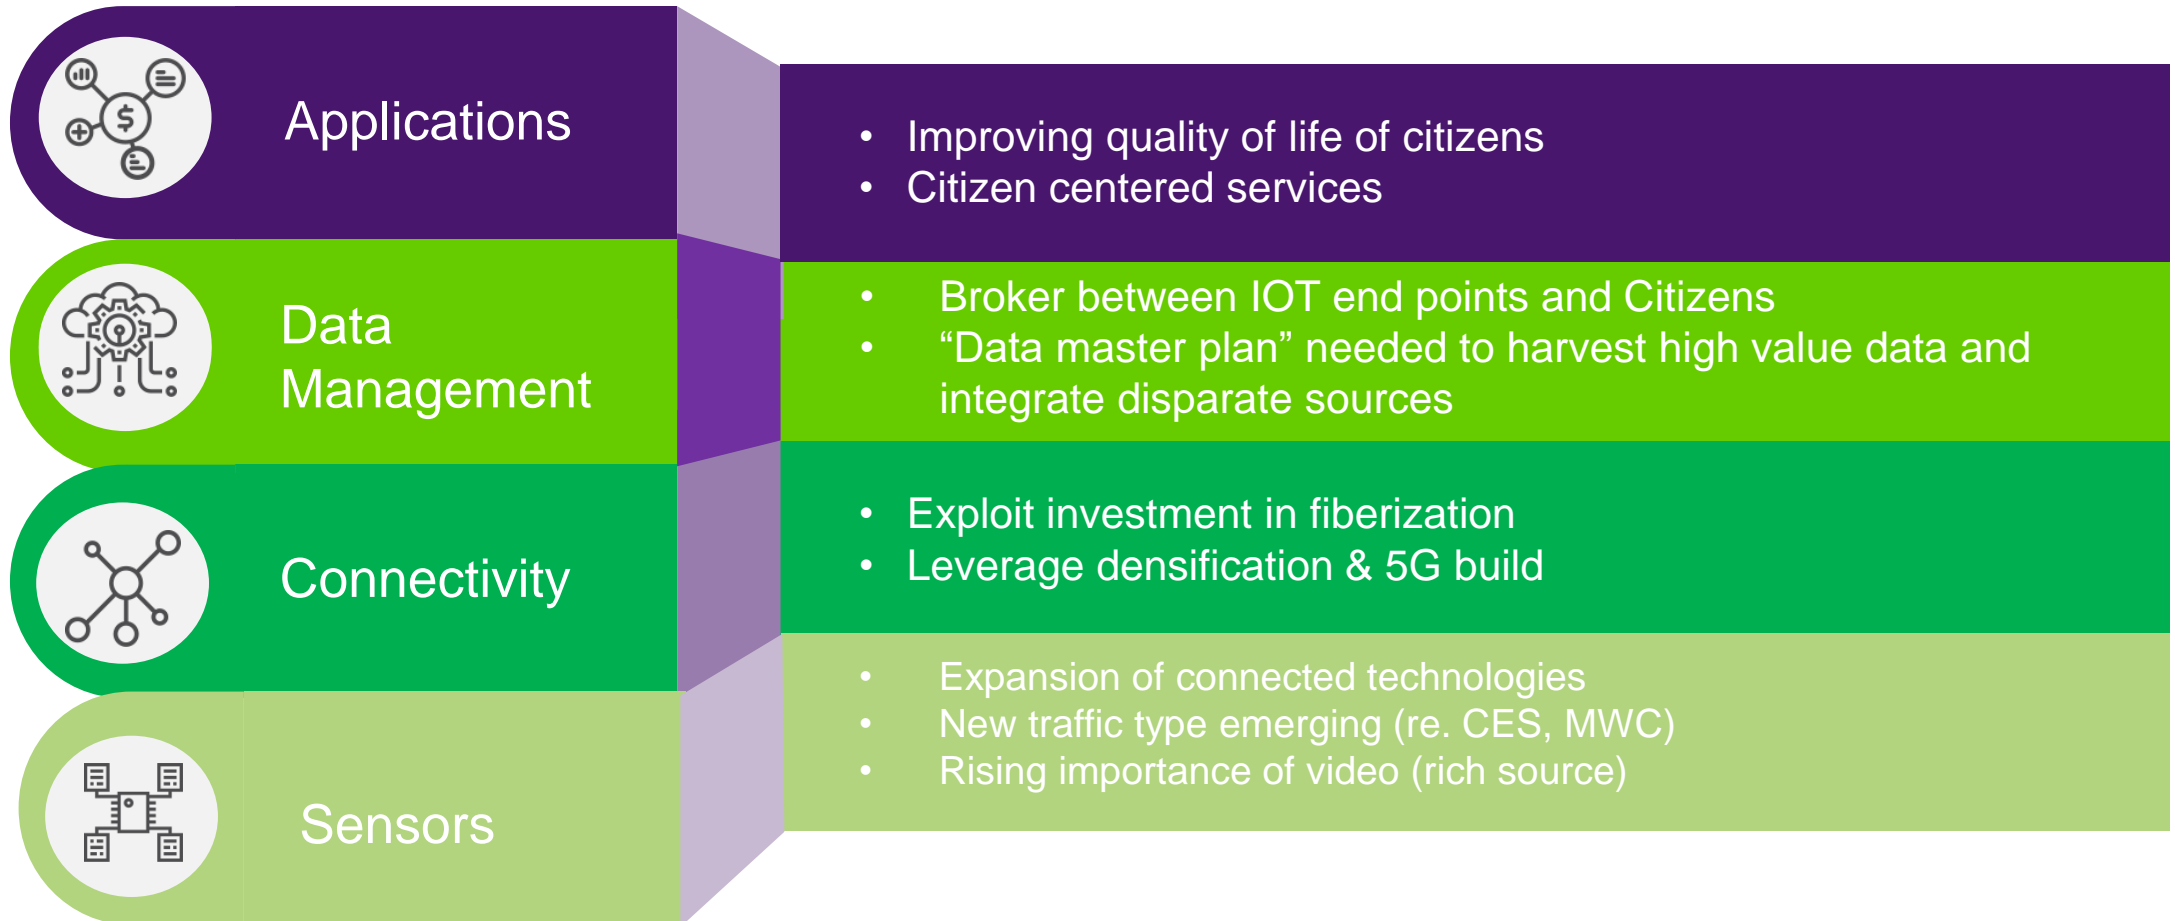 Applications
• Improving quality of life of citizens
• Citizen centered services
Data
Management
• Broker between IOT end points and Citizens
• “Data master plan” needed to harvest high value data and
integrate disparate sources
Connectivity
• Exploit investment in fiberization
• Leverage densification & 5G build
Sensors
• Expansion of connected technologies
• New traffic type emerging (re. CES, MWC)
• Rising importance of video (rich source)